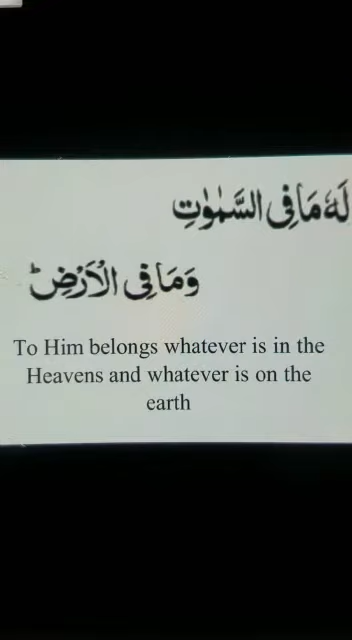 لَهٗ مَا فِى السَّمٰوٰتِ
وَمَا فِى الْاَرْضِؕ
To Him belongs whatever is in the
Heavens and whatever is on the
earth